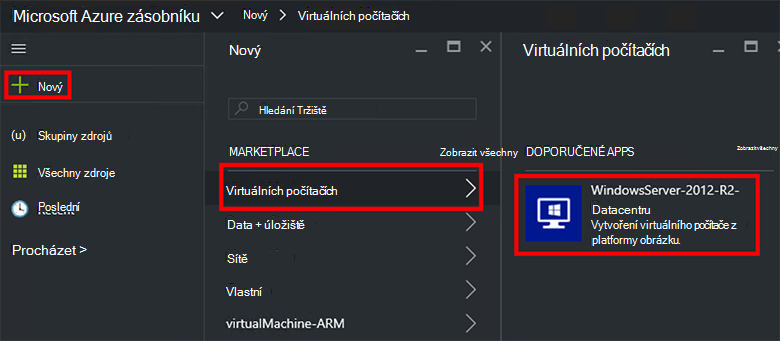 Microsoft Azure zásobníku Nový > Virtuálních počítačích
Nový
Skupiny zdrojů
Všechny zdroje
Poslední
Procházet >
Nový
Hledání Tržiště
MARKETPLACE Zobrazit všechny
Virtuálních počítačích
Data + úložiště
Sítě
Vlastní
virtualMachine-ARM
Virtuálních počítačích
DOPORUČENÉ APPS Zobrazit všechny
WindowsServer-2012-R2-
Datacentru
Vytvoření virtuálního počítače z
platformy obrázku.